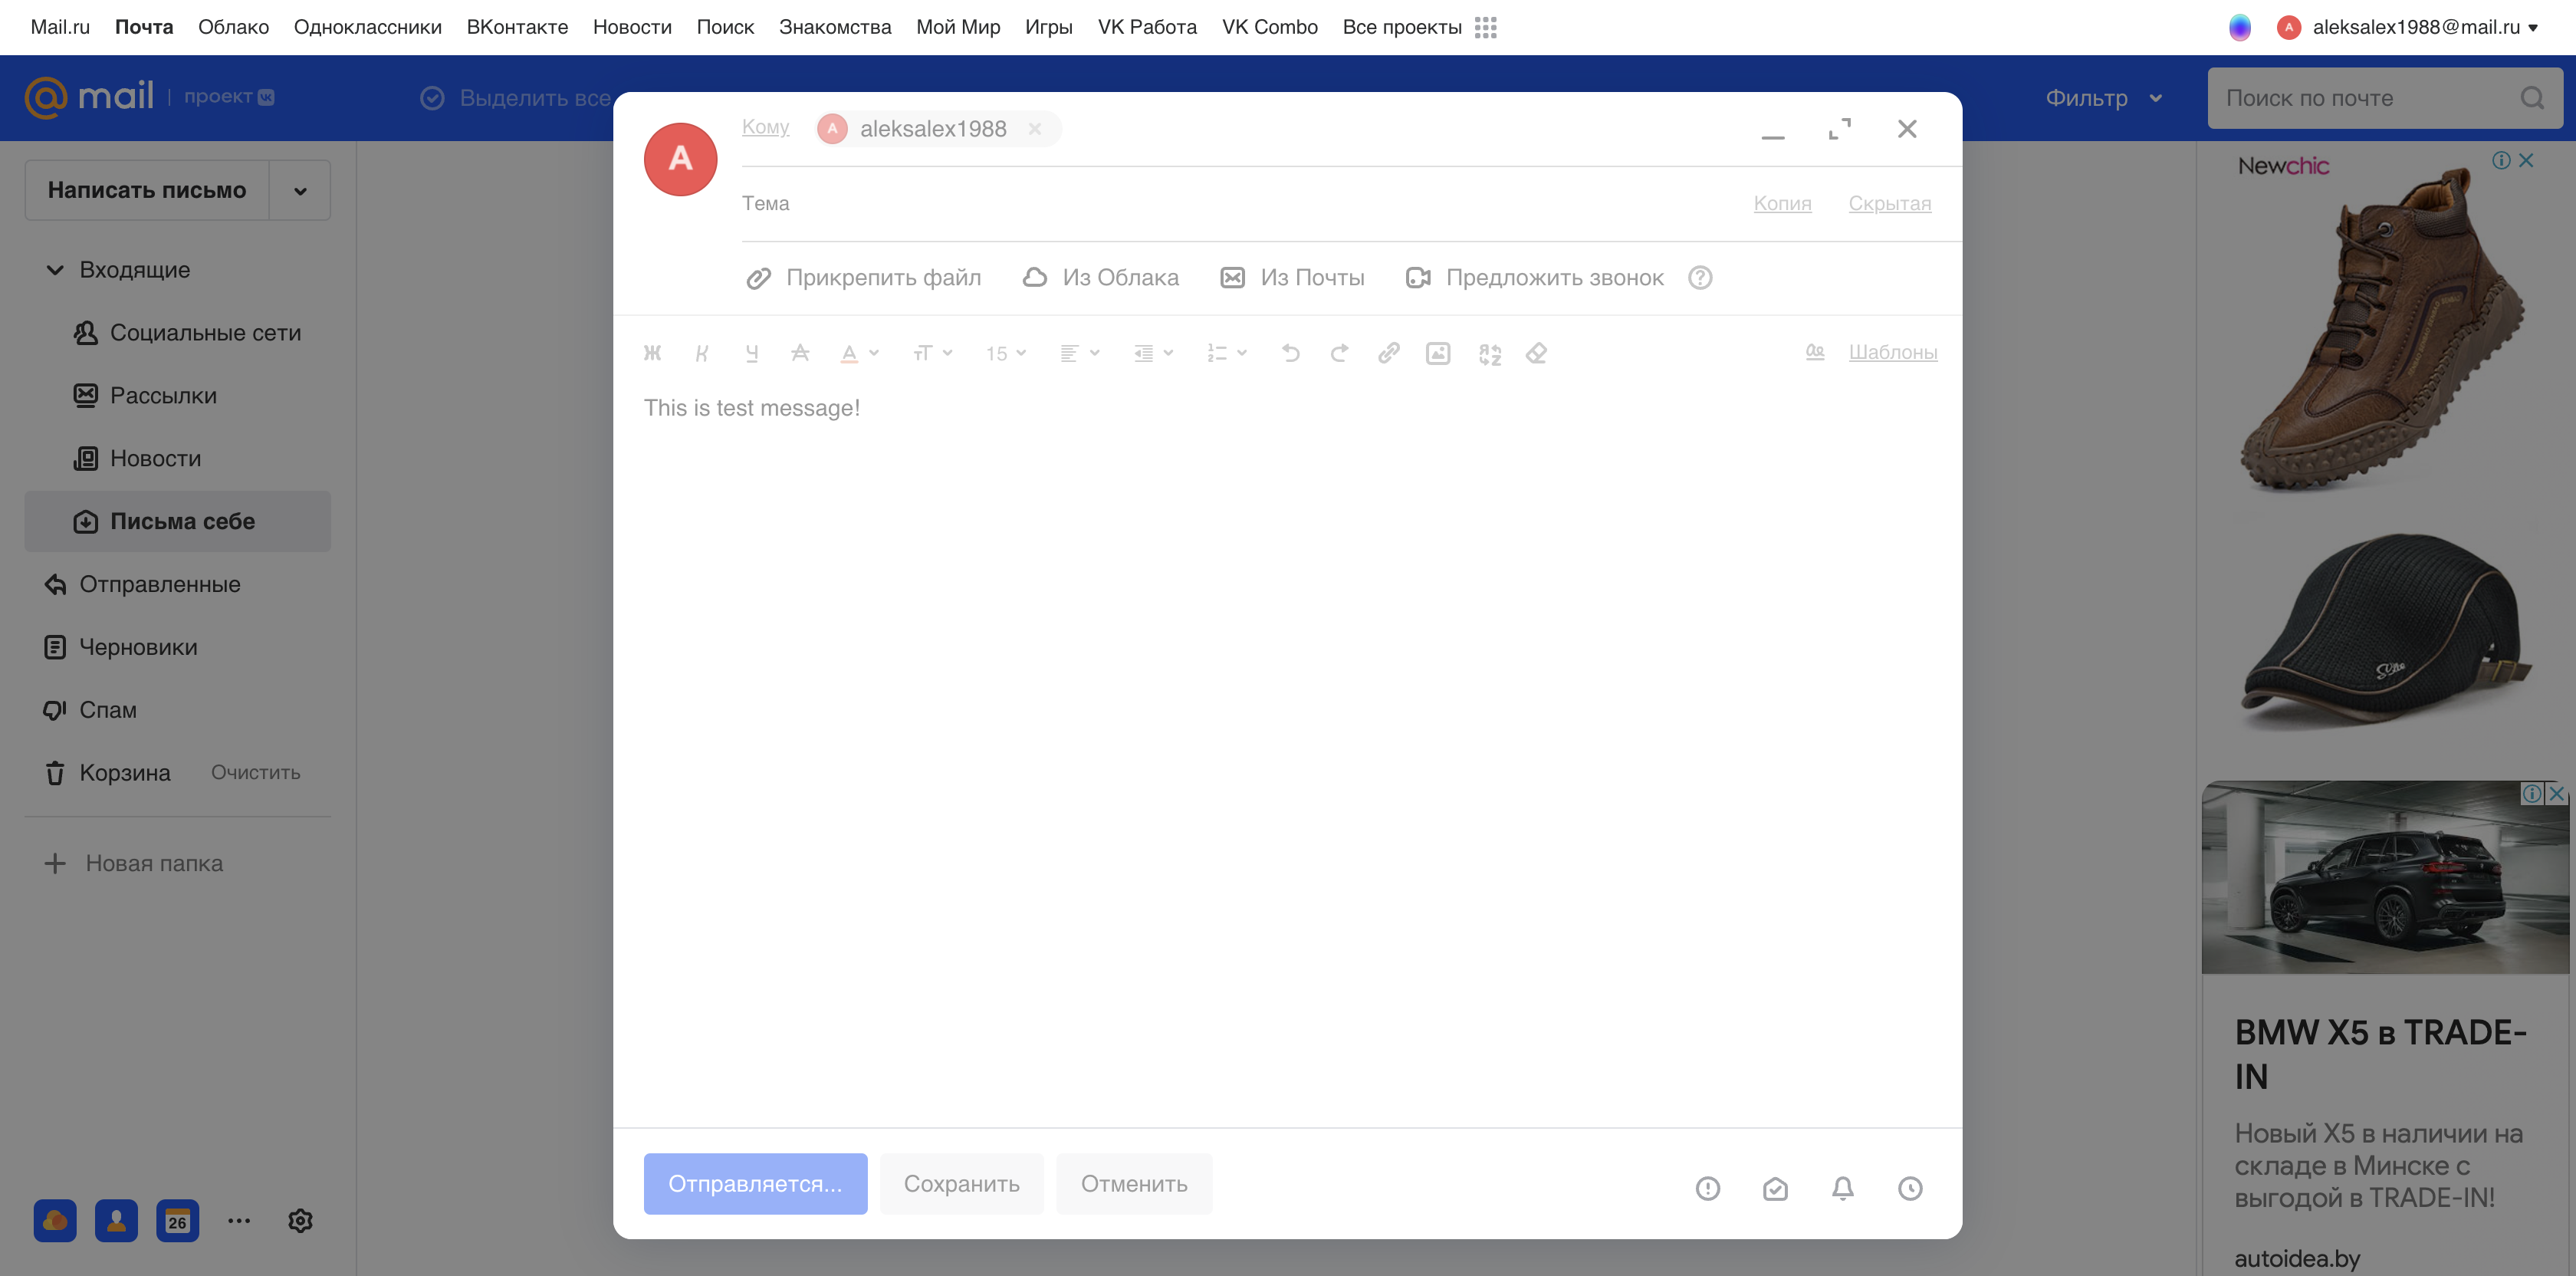 Mail.ru Почта Облако Одноклассники ВКонтакте Новости Поиск Знакомства Мой Мир Игры VK Работа VK Combo Все проекты
A aleksalex1988@mail.ru
@mail | проект
Выделить все
Фильтр
Поиск по почте
Написать письмо
Входящие
Социальные сети
Рассылки
Новости
Письма себе
Отправленные
Черновики
Спам
Корзина Очистить
Новая папка
26
A
Кому A aleksalex1988
Тема Копия Скрытая
Прикрепить файл Из Облака Из Почты Предложить звонок
Ж К Ч А А тТ 15 Шаблоны
This is test message!
Отправляется... Сохранить Отменить
Newchic
BMW X5 в TRADE-
IN
Новый X5 в наличии на
складе в Минске с
выгодой в TRADE-IN!
autoidea.by